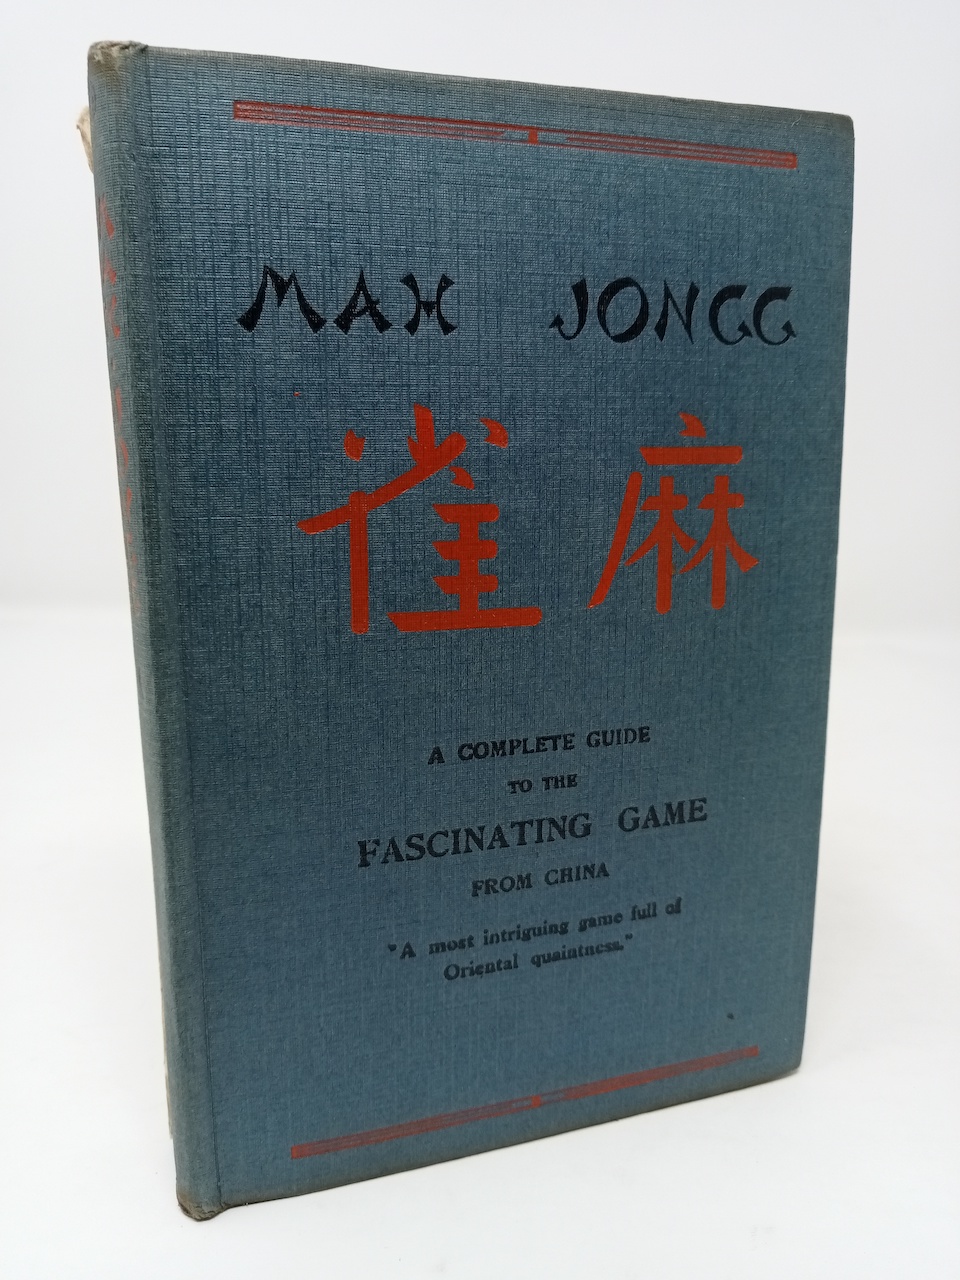 MAH JONGG
雀麻
A COMPLETE GUIDE
TO THE
FASCINATING GAME
FROM CHINA
"A most intriguing game full of
Oriental quaintness."